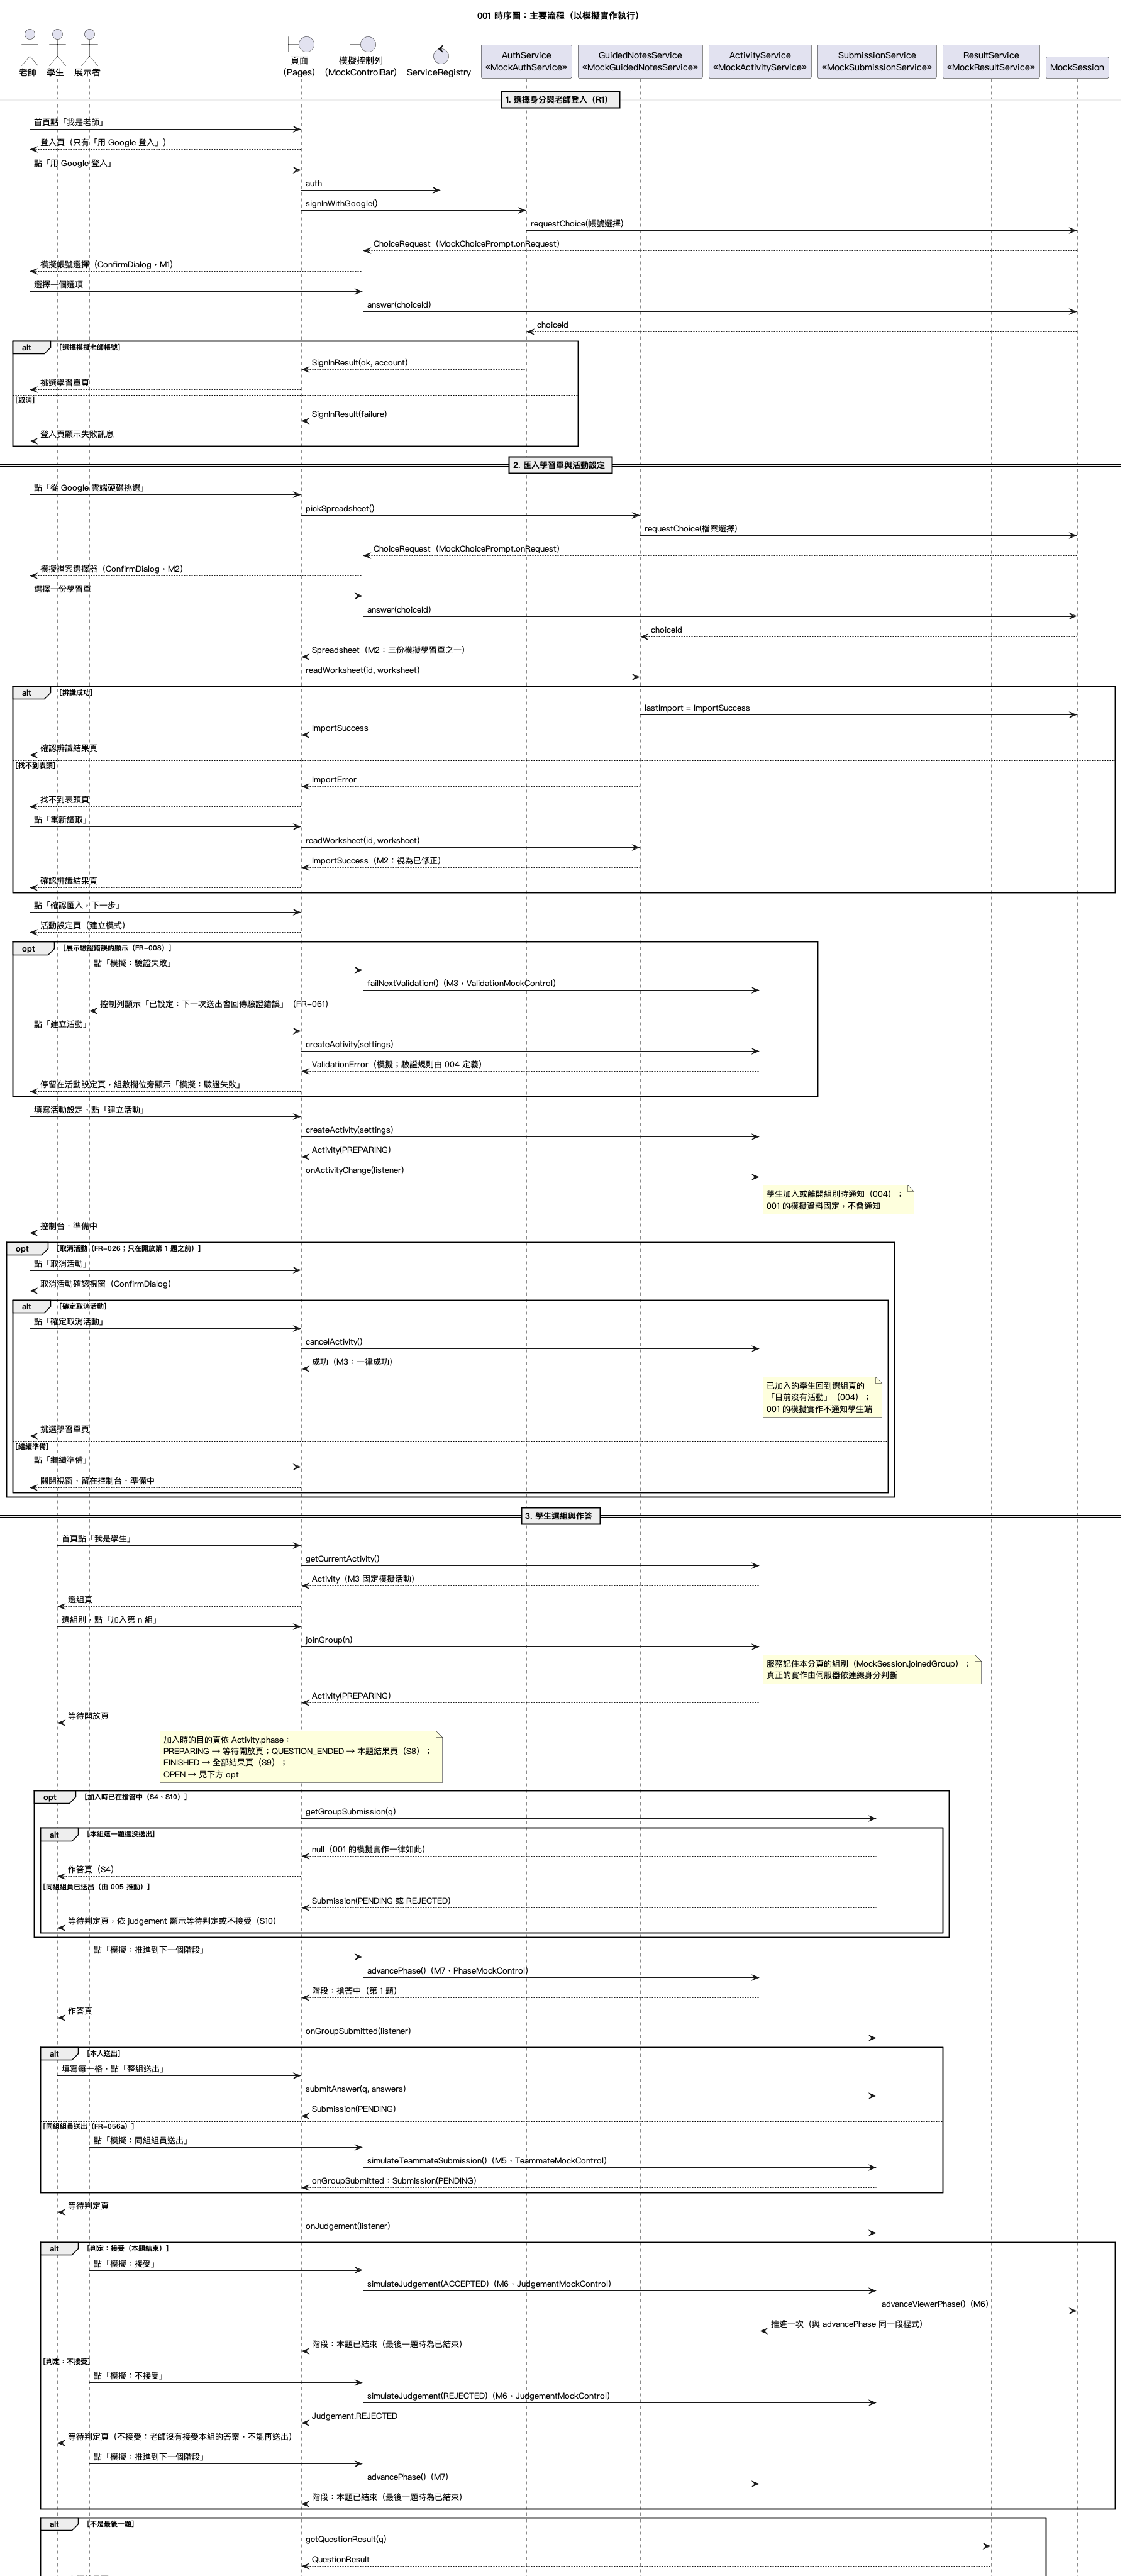 001 時序圖：主要流程（以模擬實作執行）
老師
學生
展示者
頁面
(Pages)
模擬控制列
(MockControlBar)
ServiceRegistry
AuthService
«MockAuthService»
GuidedNotesService
«MockGuidedNotesService»
ActivityService
«MockActivityService»
SubmissionService
«MockSubmissionService»
ResultService
«MockResultService»
MockSession
1. 選擇身分與老師登入（R1）
首頁點「我是老師」
登入頁（只有「用 Google 登入」）
點「用 Google 登入」
auth
signInWithGoogle()
requestChoice(帳號選擇)
ChoiceRequest（MockChoicePrompt.onRequest）
模擬帳號選擇（ConfirmDialog，M1）
選擇一個選項
answer(choiceId)
choiceId
alt [選擇模擬老師帳號]
SignInResult(ok, account)
挑選學習單頁
[取消]
SignInResult(failure)
登入頁顯示失敗訊息
2. 匯入學習單與活動設定
點「從 Google 雲端硬碟挑選」
pickSpreadsheet()
requestChoice(檔案選擇)
ChoiceRequest（MockChoicePrompt.onRequest）
模擬檔案選擇器（ConfirmDialog，M2）
選擇一份學習單
answer(choiceId)
choiceId
Spreadsheet（M2：三份模擬學習單之一）
readWorksheet(id, worksheet)
alt [辨識成功]
lastImport = ImportSuccess
ImportSuccess
確認辨識結果頁
[找不到表頭]
ImportError
找不到表頭頁
點「重新讀取」
readWorksheet(id, worksheet)
ImportSuccess（M2：視為已修正）
確認辨識結果頁
點「確認匯入，下一步」
活動設定頁（建立模式）
opt [展示驗證錯誤的顯示（FR-008）]
點「模擬：驗證失敗」
failNextValidation()（M3，ValidationMockControl）
控制列顯示「已設定：下一次送出會回傳驗證錯誤」（FR-061）
點「建立活動」
createActivity(settings)
ValidationError（模擬；驗證規則由 004 定義）
停留在活動設定頁，組數欄位旁顯示「模擬：驗證失敗」
填寫活動設定，點「建立活動」
createActivity(settings)
Activity(PREPARING)
onActivityChange(listener)
學生加入或離開組別時通知（004）；
001 的模擬資料固定，不會通知
控制台．準備中
opt [取消活動（FR-026；只在開放第 1 題之前）]
點「取消活動」
取消活動確認視窗（ConfirmDialog）
alt [確定取消活動]
點「確定取消活動」
cancelActivity()
成功（M3：一律成功）
已加入的學生回到選組頁的
「目前沒有活動」（004）；
001 的模擬實作不通知學生端
挑選學習單頁
[繼續準備]
點「繼續準備」
關閉視窗，留在控制台．準備中
3. 學生選組與作答
首頁點「我是學生」
getCurrentActivity()
Activity（M3 固定模擬活動）
選組頁
選組別，點「加入第 n 組」
joinGroup(n)
服務記住本分頁的組別（MockSession.joinedGroup）；
真正的實作由伺服器依連線身分判斷
Activity(PREPARING)
等待開放頁
加入時的目的頁依 Activity.phase：
PREPARING → 等待開放頁；QUESTION_ENDED → 本題結果頁（S8）；
FINISHED → 全部結果頁（S9）；
OPEN → 見下方 opt
opt [加入時已在搶答中（S4、S10）]
getGroupSubmission(q)
alt [本組這一題還沒送出]
null（001 的模擬實作一律如此）
作答頁（S4）
[同組組員已送出（由 005 推動）]
Submission(PENDING 或 REJECTED)
等待判定頁，依 judgement 顯示等待判定或不接受（S10）
點「模擬：推進到下一個階段」
advancePhase()（M7，PhaseMockControl）
階段：搶答中（第 1 題）
作答頁
onGroupSubmitted(listener)
alt [本人送出]
填寫每一格，點「整組送出」
submitAnswer(q, answers)
Submission(PENDING)
[同組組員送出（FR-056a）]
點「模擬：同組組員送出」
simulateTeammateSubmission()（M5，TeammateMockControl）
onGroupSubmitted：Submission(PENDING)
等待判定頁
onJudgement(listener)
alt [判定：接受（本題結束）]
點「模擬：接受」
simulateJudgement(ACCEPTED)（M6，JudgementMockControl）
advanceViewerPhase()（M6）
推進一次（與 advancePhase 同一段程式）
階段：本題已結束（最後一題時為已結束）
[判定：不接受]
點「模擬：不接受」
simulateJudgement(REJECTED)（M6，JudgementMockControl）
Judgement.REJECTED
等待判定頁（不接受：老師沒有接受本組的答案，不能再送出）
點「模擬：推進到下一個階段」
advancePhase()（M7）
階段：本題已結束（最後一題時為已結束）
alt [不是最後一題]
getQuestionResult(q)
QuestionResult